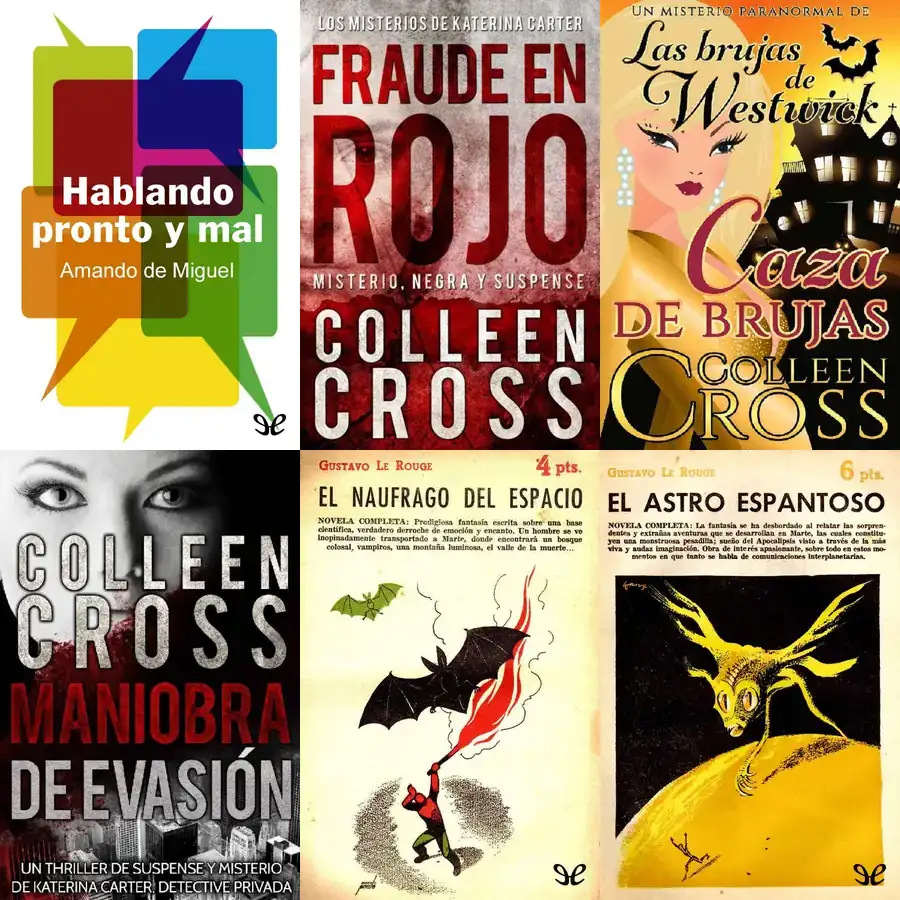 Hablando
pronto y mal
Amando de Miguel
LOS MISTERIOS DE KATERINA CARTER
FRAUDE EN
ROJO
MISTERIO, NEGRA Y SUSPENSE
COLLEEN
CROSS
UN MISTERIO PARANORMAL DE
Las brujas
de
Westwick
Caza
DE BRUJAS
COLLEEN
CROSS
COLLEEN
CROSS
MANIOBRA
DE EVASIÓN
UN THRILLER DE SUSPENSE Y MISTERIO
DE KATERINA CARTER, DETECTIVE PRIVADA
GUSTAVO LE ROUGE
4 pts.
EL NAUFRAGO DEL ESPACIO
NOVELA COMPLETA: Prodigiosa fantasía escrita sobre una base
científica, verdadero derroche de emoción y encanto. Un hombre se ve
inopinadamente transportado a Marte, donde encontrará un bosque
colosal, vampiros, una montaña luminosa, el valle de la muerte...
GUSTAVO LE ROUGE
6 pts.
EL ASTRO ESPANTOSO
NOVELA COMPLETA: La fantasía se ha desbordado al relatar las sorpren-
dentes y extrañas aventuras que se desarrollan en Marte, las cuales constitu-
yen una monstruosa pesadilla; sueño del Apocalipsis visto a través de la más
viva y audaz imaginación. Obra de interés apasionante, sobre todo en estos mo-
mentos en que tanto se habla de comunicaciones interplanetarias.